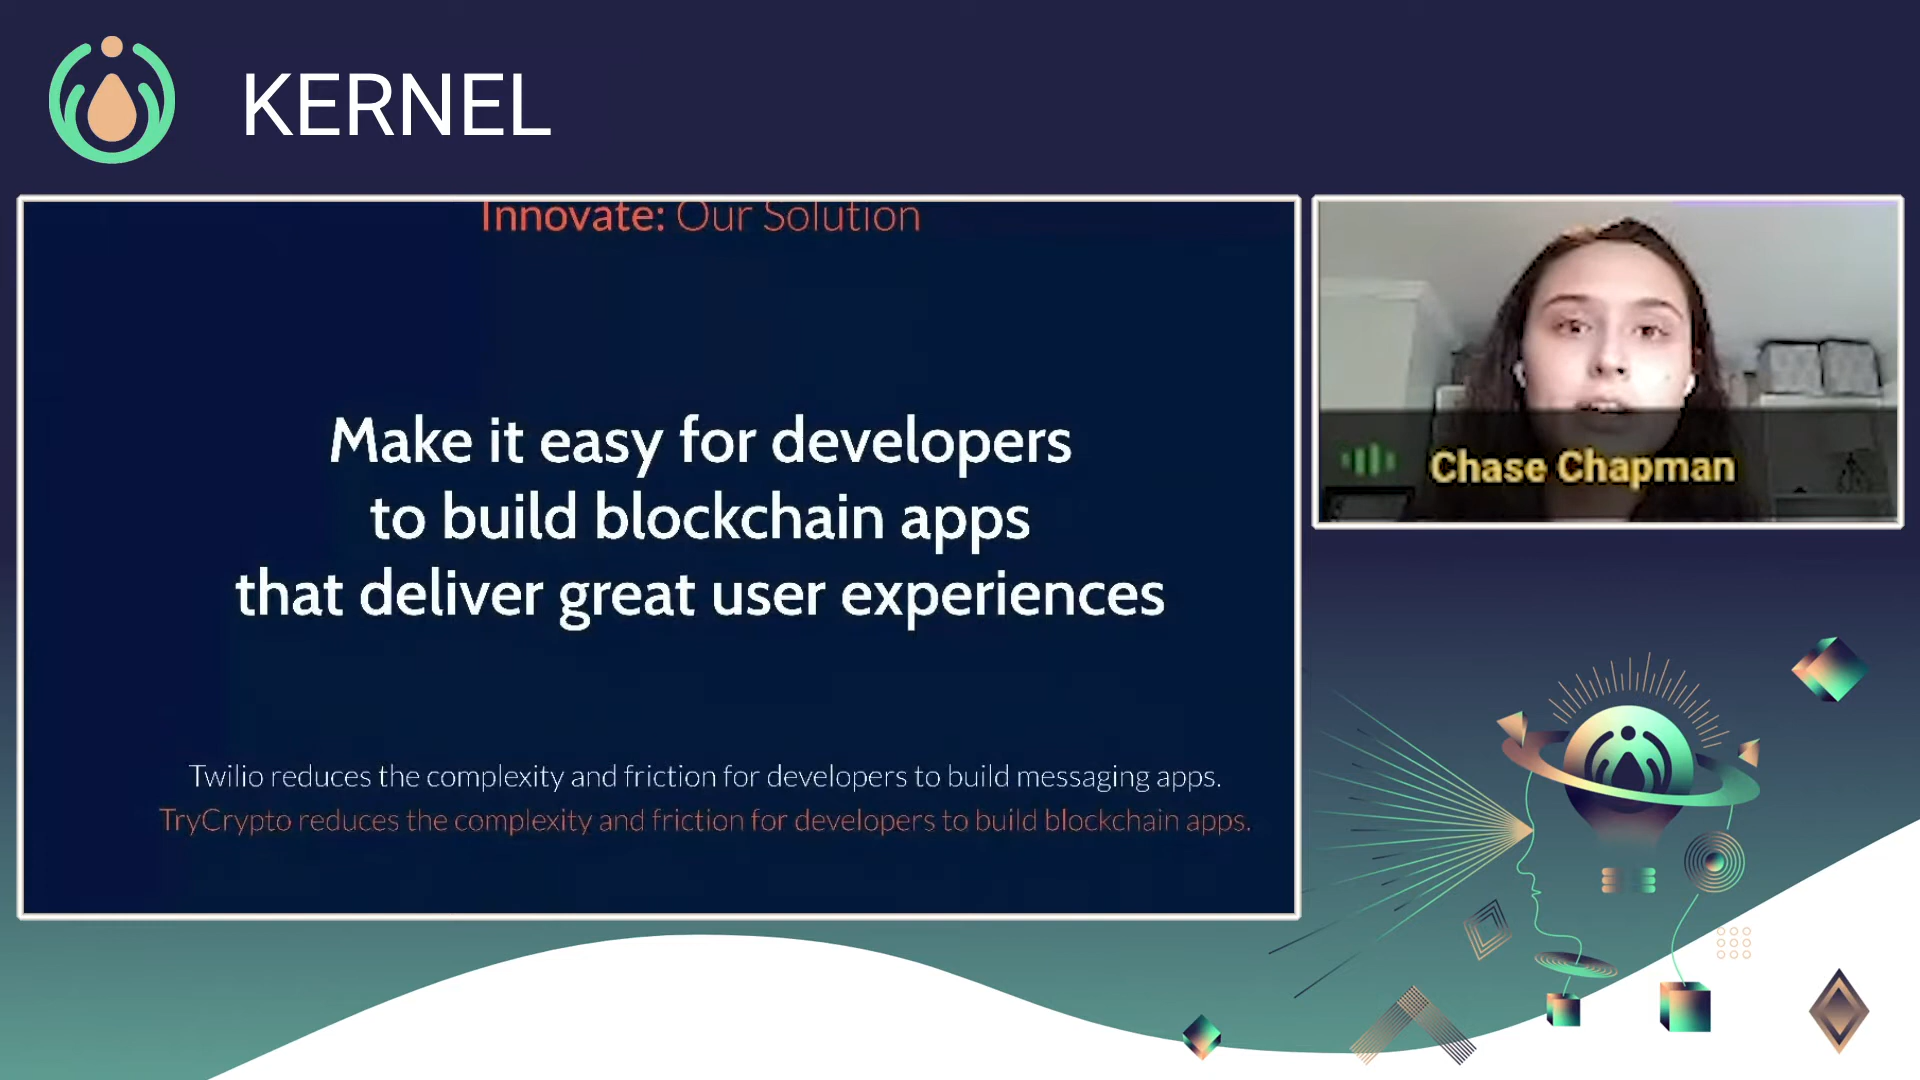 KERNEL
Innovate: Our Solution
Make it easy for developers
to build blockchain apps
that deliver great user experiences
Twilio reduces the complexity and friction for developers to build messaging apps.
TryCrypto reduces the complexity and friction for developers to build blockchain apps.
Chase Chapman